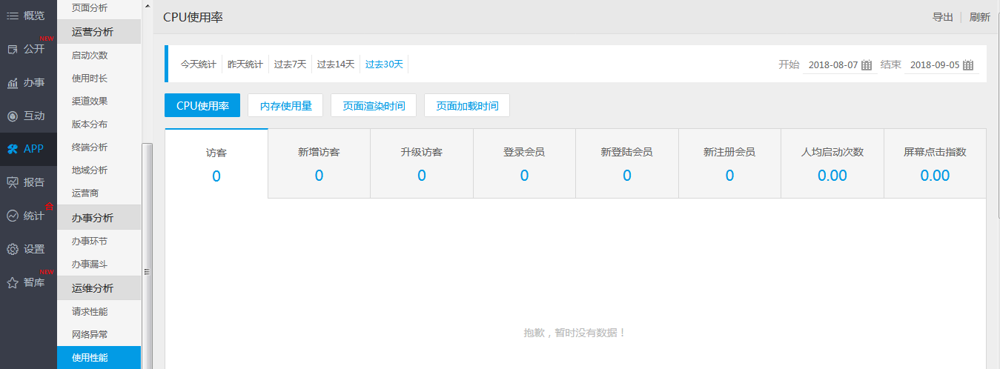 概览
公开
NEW
办事
互动
APP
报告
统计
合
设置
智库
NEW
页面分析
运营分析
启动次数
使用时长
渠道效果
版本分布
终端分析
地域分析
运营商
办事分析
办事环节
办事漏斗
运维分析
请求性能
网络异常
使用性能
CPU使用率
导出 | 刷新
今天统计 昨天统计 过去7天 过去14天 过去30天
开始 2018-08-07 结束 2018-09-05
CPU使用率 内存使用量 页面渲染时间 页面加载时间
访客 新增访客 升级访客 登录会员 新登陆会员 新注册会员 人均启动次数 屏幕点击指数
0 0 0 0 0 0 0.00 0.00
抱歉，暂时没有数据！